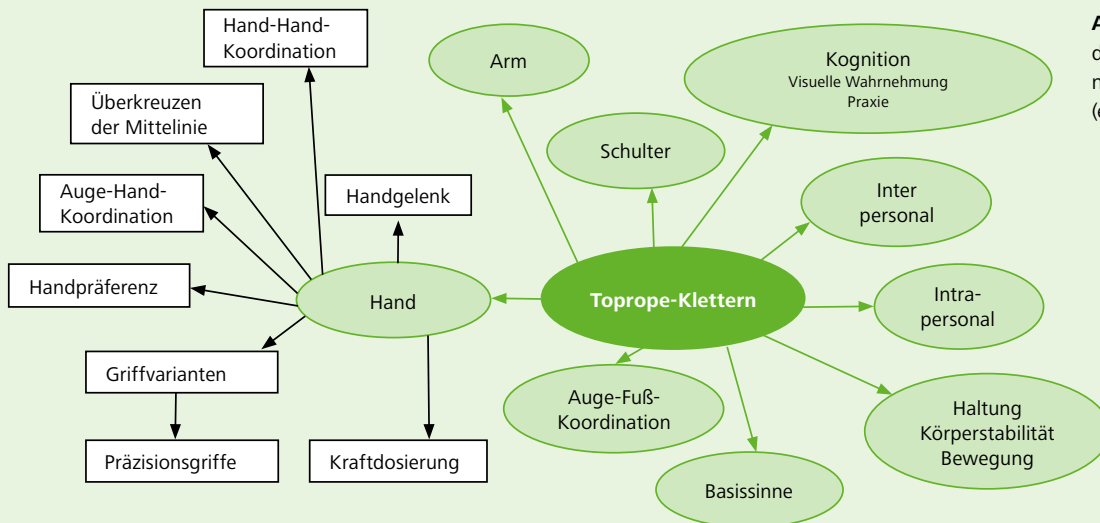 Hand-Hand-
Koordination
Überkreuzen
der Mittelinie
Auge-Hand-
Koordination
Handgelenk
Handpräferenz
Hand
Griffvarianten
Präzisionsgriffe
Kraftdosierung
Arm
Schulter
Kognition
Visuelle Wahrnehmung
Praxie
Inter
personal
Toprope-Klettern
Intra-
personal
Auge-Fuß-
Koordination
Basissinne
Haltung
Körperstabilität
Bewegung
A
d
n
(e